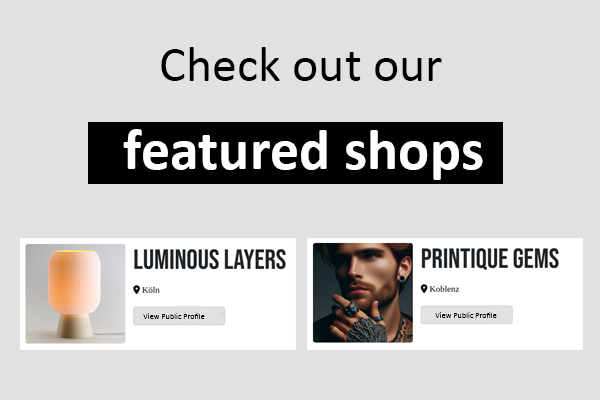 Check out our
featured shops
LUMINOUS LAYERS
Köln
View Public Profile
PRINTIQUE GEMS
Koblenz
View Public Profile